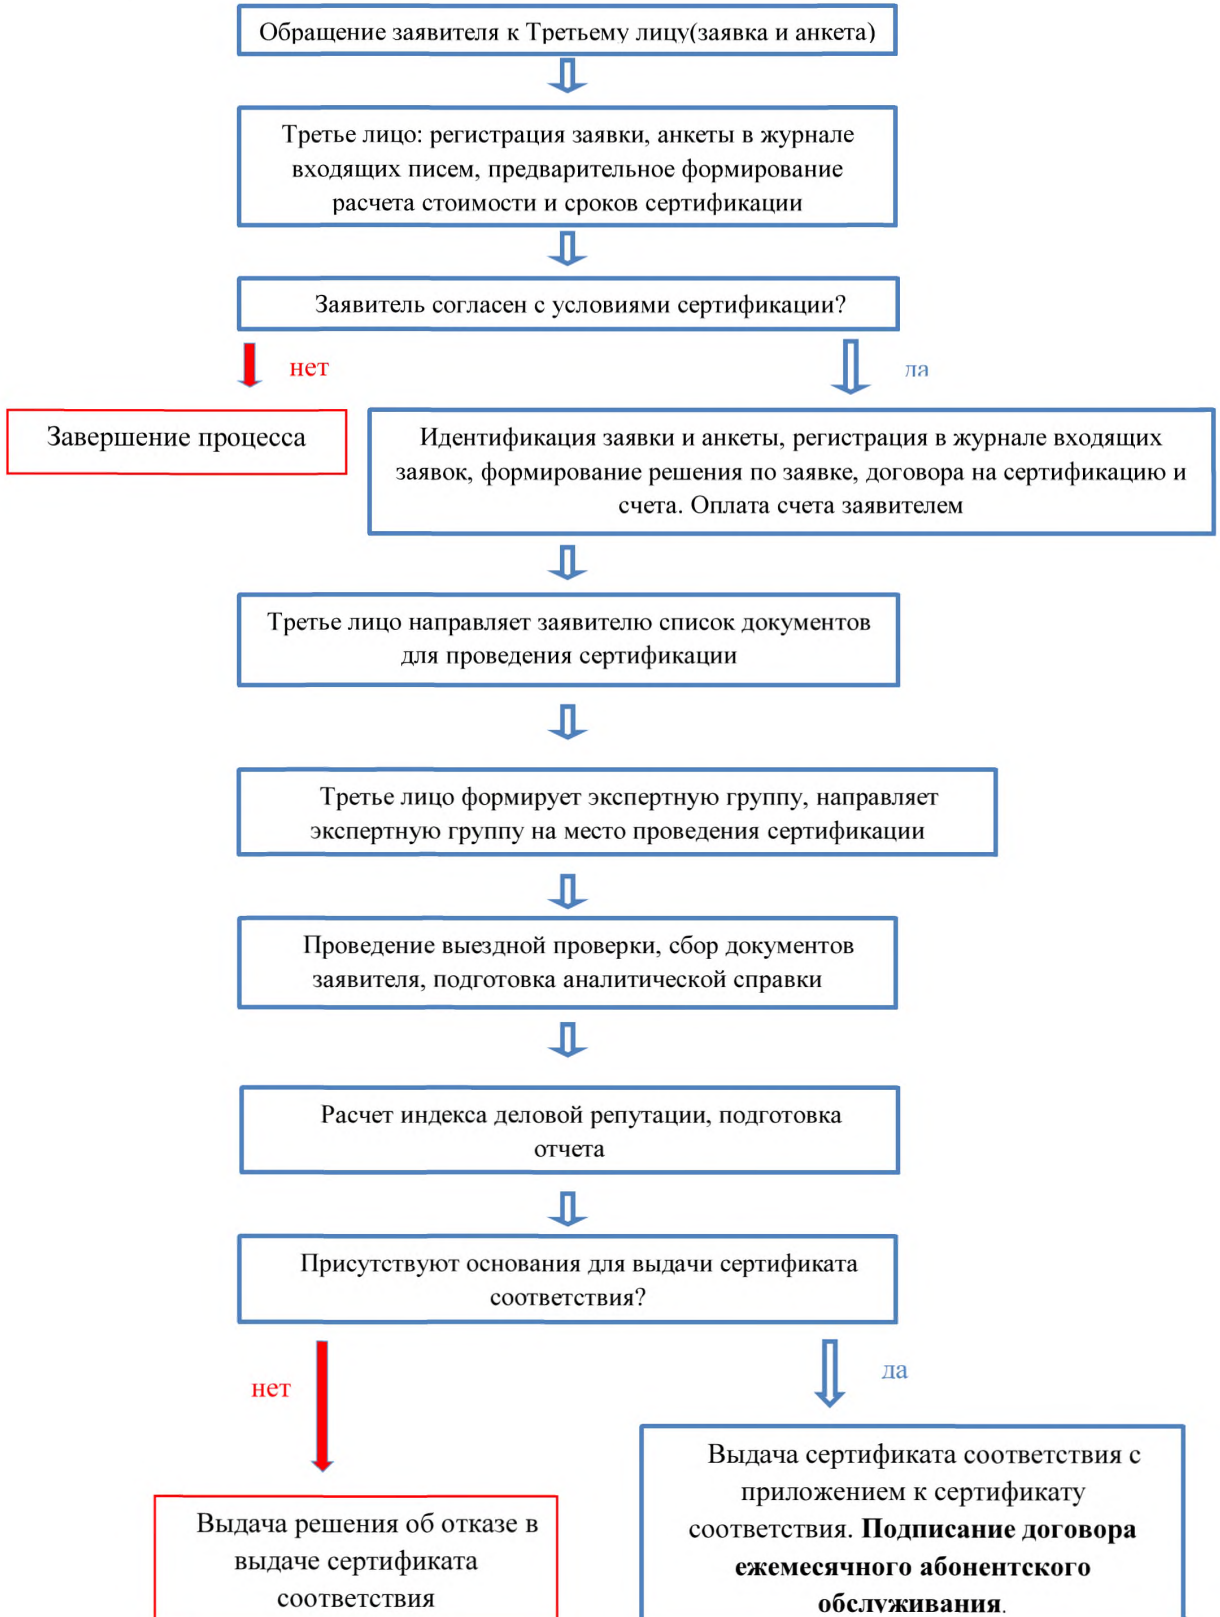 Обращение заявителя к Третьему лицу(заявка и анкета)
Третье лицо: регистрация заявки, анкеты в журнале
входящих писем, предварительное формирование
расчета стоимости и сроков сертификации
Заявитель согласен с условиями сертификации?
нет
да
Завершение процесса
Идентификация заявки и анкеты, регистрация в журнале входящих
заявок, формирование решения по заявке, договора на сертификацию и
счета. Оплата счета заявителем
Третье лицо направляет заявителю список документов
для проведения сертификации
Третье лицо формирует экспертную группу, направляет
экспертную группу на место проведения сертификации
Проведение выездной проверки, сбор документов
заявителя, подготовка аналитической справки
Расчет индекса деловой репутации, подготовка
отчета
Присутствуют основания для выдачи сертификата
соответствия?
нет
да
Выдача решения об отказе в
выдаче сертификата
соответствия
Выдача сертификата соответствия с
приложением к сертификату
соответствия. Подписание договора
ежемесячного абонентского
обслуживания.